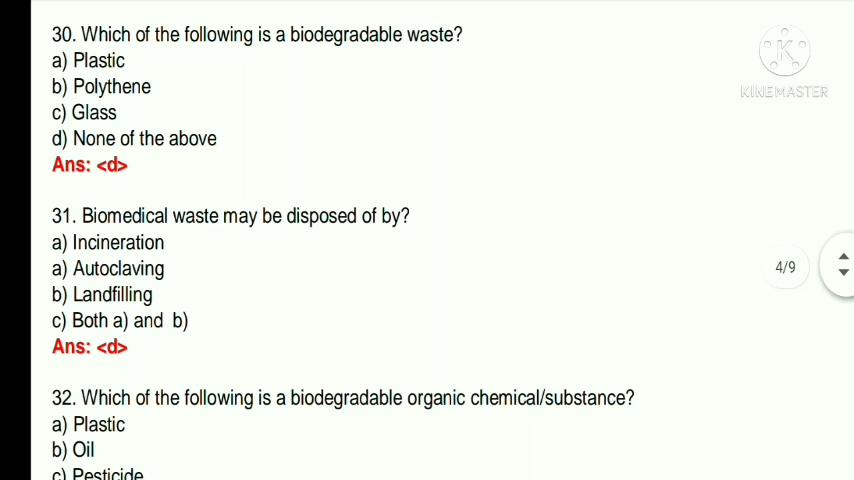 30. Which of the following is a biodegradable waste?
a) Plastic
b) Polythene
c) Glass
d) None of the above
Ans: <d>
31. Biomedical waste may be disposed of by?
a) Incineration
a) Autoclaving
b) Landfilling
c) Both a) and b)
Ans: <d>
32. Which of the following is a biodegradable organic chemical/substance?
a) Plastic
b) Oil
c) Pesticide
K
KINEMASTER
4/9